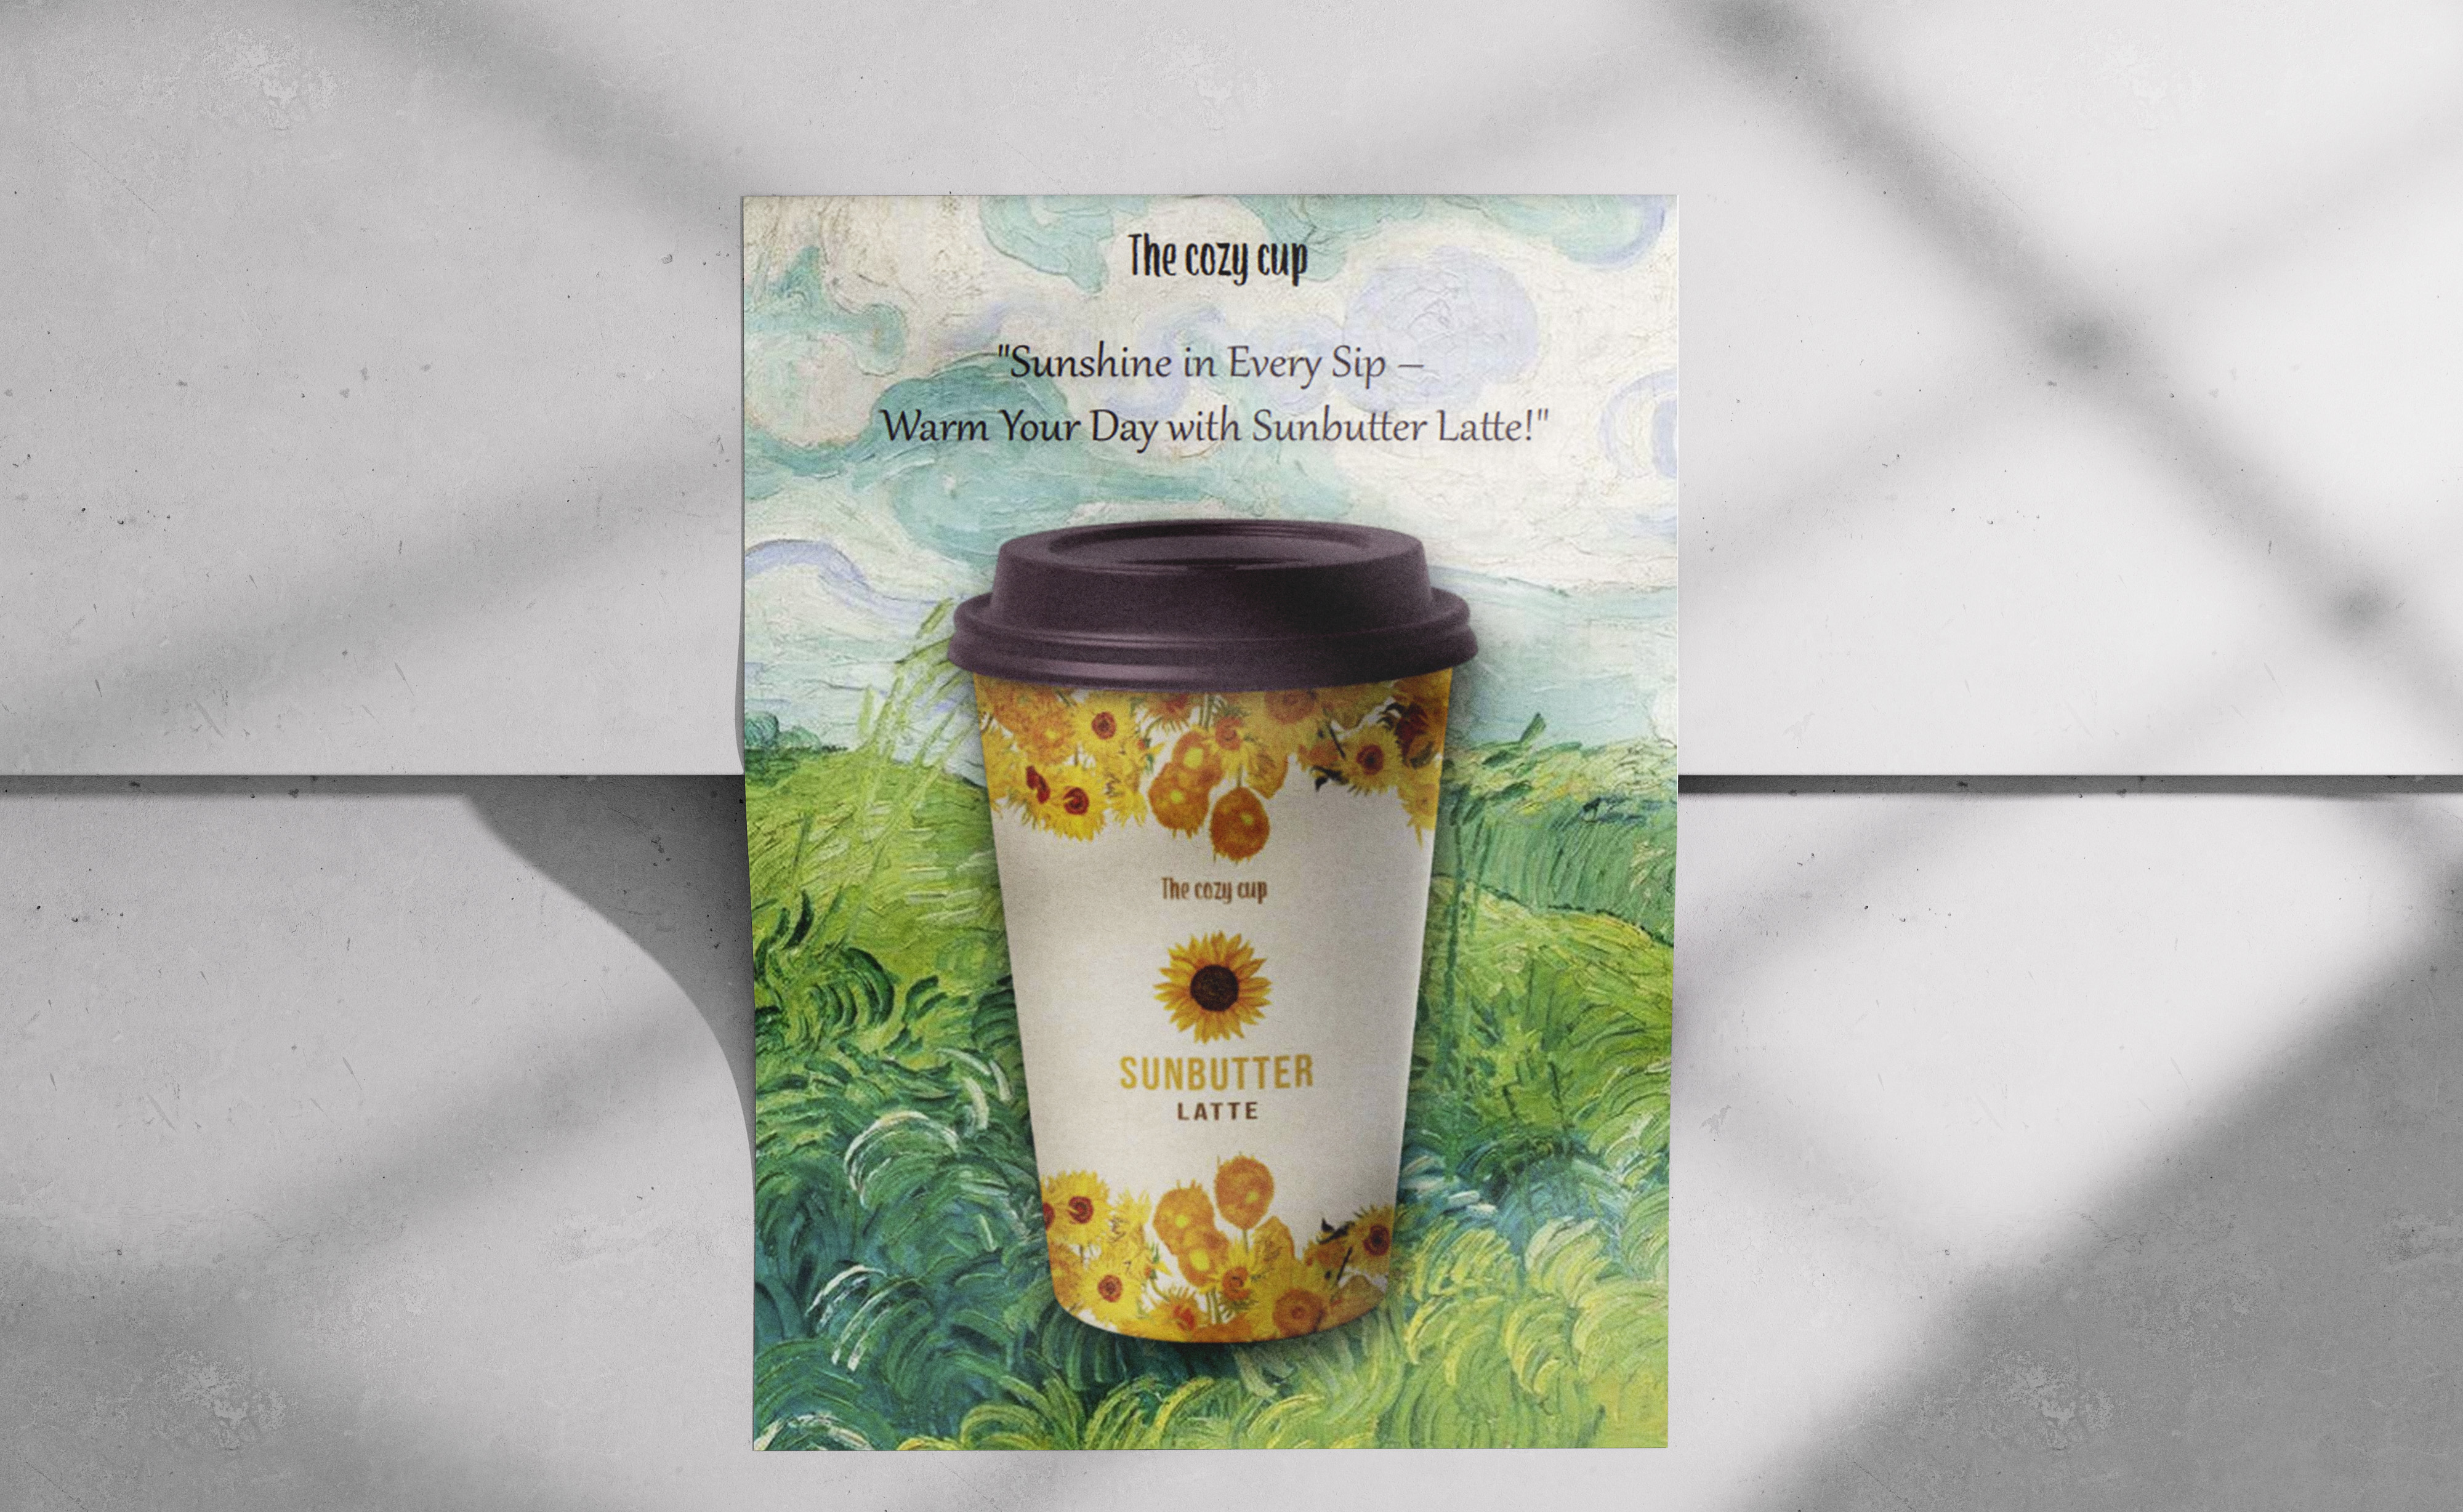 The cozy cup
"Sunshine in Every Sip –
Warm Your Day with Sunbutter Latte!"
The cozy cup
SUNBUTTER
LATTE